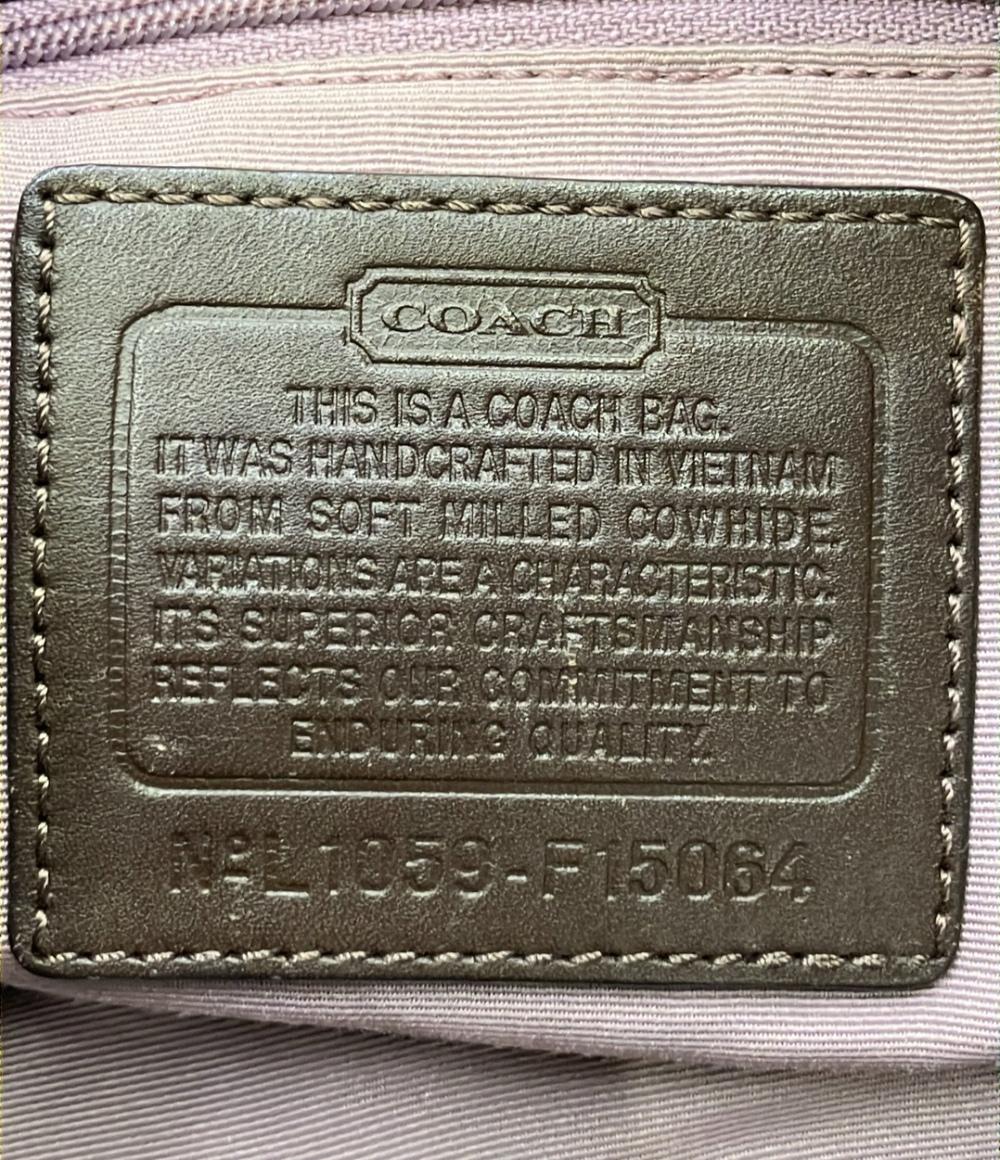 COACH
THIS IS A COACH BAG.
IT WAS HANDCRAFTED IN VIETNAM
FROM SOFT MILLED COWHIDE.
VARIATIONS ARE A CHARACTERISTIC.
ITS SUPERIOR CRAFTSMANSHIP
REFLECTS OUR COMMITMENT TO
ENDURING QUALITY.
Nº L1059-F15064